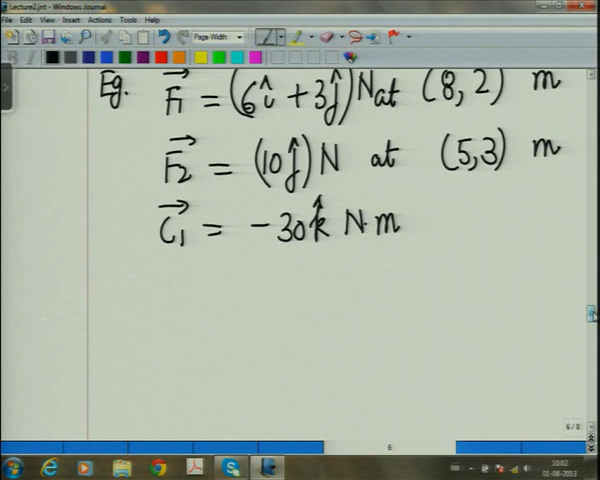 Lecture2.jnt - Windows Journal
File Edit View Insert Actions Tools Help
Page Width
B I
Eg. F₁ = (6î + 3ĵ) N at (8, 2) m
F₂ = (10ĵ) N at (5,3) m
C₁ = - 30k̂ N·m
6/8
6
10:02
01-08-2013